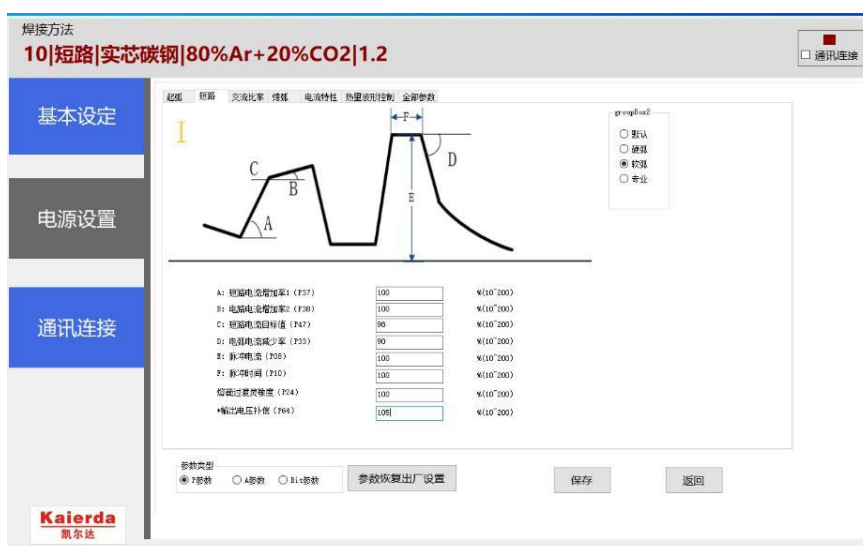 焊接方法
10|短路|实芯碳钢|80%Ar+20%CO2|1.2
通讯连接
基本设定
电源设置
通讯连接
起弧 短路 交流比率 熄弧 电流特性 热量波形控制 全部参数
I
F
C
B
A
E
D
groupBox2
默认
硬弧
软弧
专业
A: 短路电流增加率1 (P37) 100 %(10~200)
B: 电路电流增加率2 (P38) 100 %(10~200)
C: 短路电流目标值 (P47) 98 %(10~200)
D: 电弧电流减少率 (P33) 90 %(10~200)
E: 脉冲电流 (P08) 100 %(10~200)
F: 脉冲时间 (P10) 100 %(10~200)
熔滴过渡灵敏度 (P24) 100 %(10~200)
*输出电压补偿 (P64) 105 %(10~200)
参数类型
P参数 A参数 Bit参数
参数恢复出厂设置
保存
返回
Kaierda
凯尔达